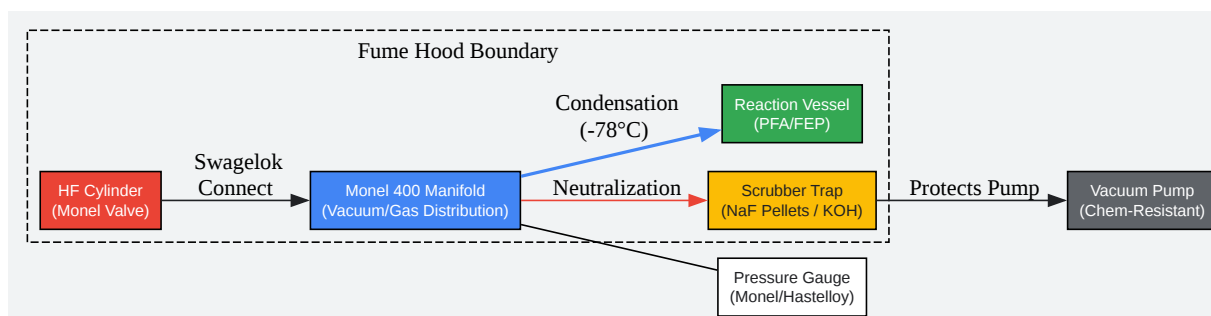 Fume Hood Boundary
Condensation
(-78°C)
Reaction Vessel
(PFA/FEP)
Swagelok
Connect
HF Cylinder
(Monel Valve)
Monel 400 Manifold
(Vacuum/Gas Distribution)
Neutralization
Scrubber Trap
(NaF Pellets / KOH)
Protects Pump
Vacuum Pump
(Chem-Resistant)
Pressure Gauge
(Monel/Hastelloy)